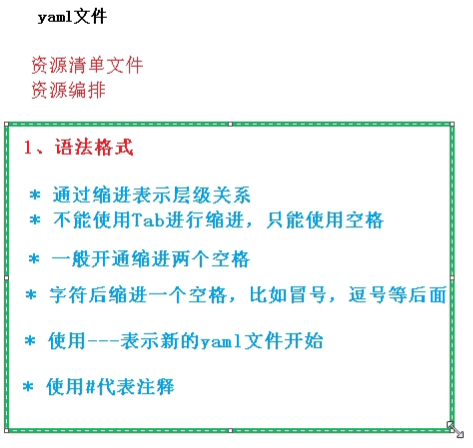 yaml文件
资源清单文件
资源编排
1、语法格式
* 通过缩进表示层级关系
* 不能使用Tab进行缩进，只能使用空格
* 一般开通缩进两个空格
* 字符后缩进一个空格，比如冒号，逗号等后面
* 使用---表示新的yaml文件开始
* 使用#代表注释